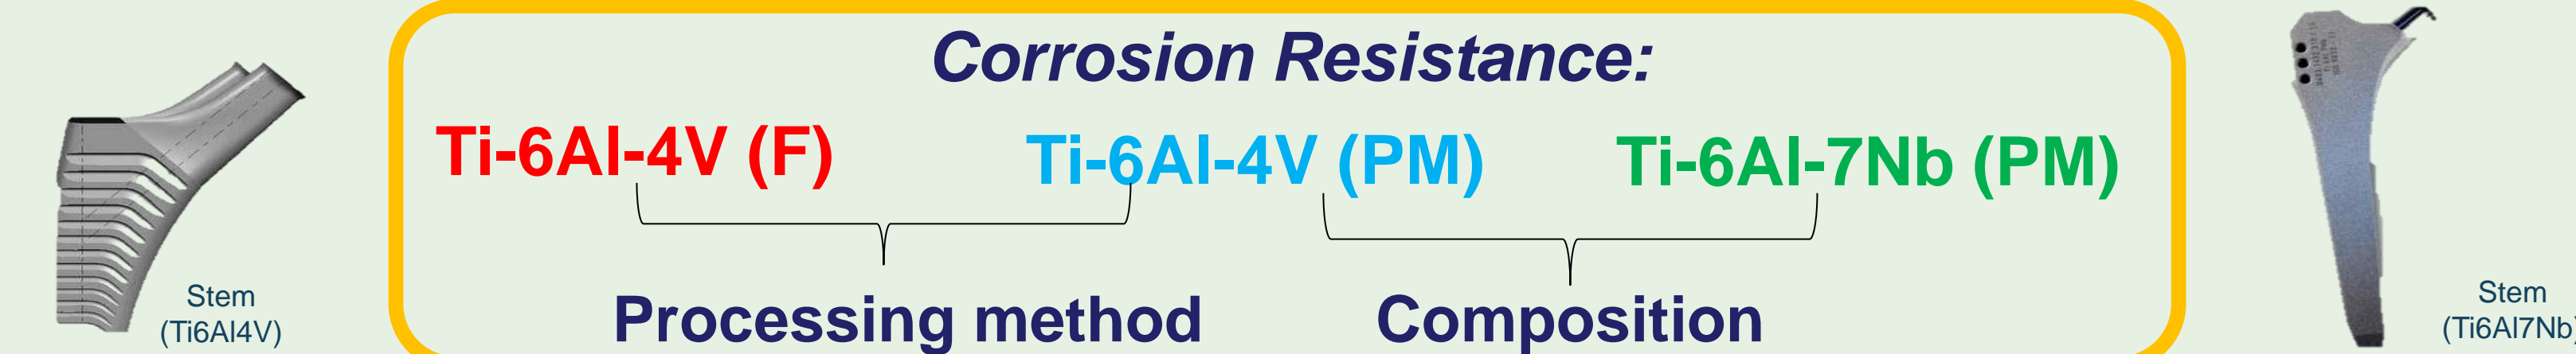 Corrosion Resistance:
Ti-6Al-4V (F)
Ti-6Al-4V (PM)
Ti-6Al-7Nb (PM)
Processing method
Composition
Stem
(Ti6Al4V)
Stem
(Ti6Al7Nb)